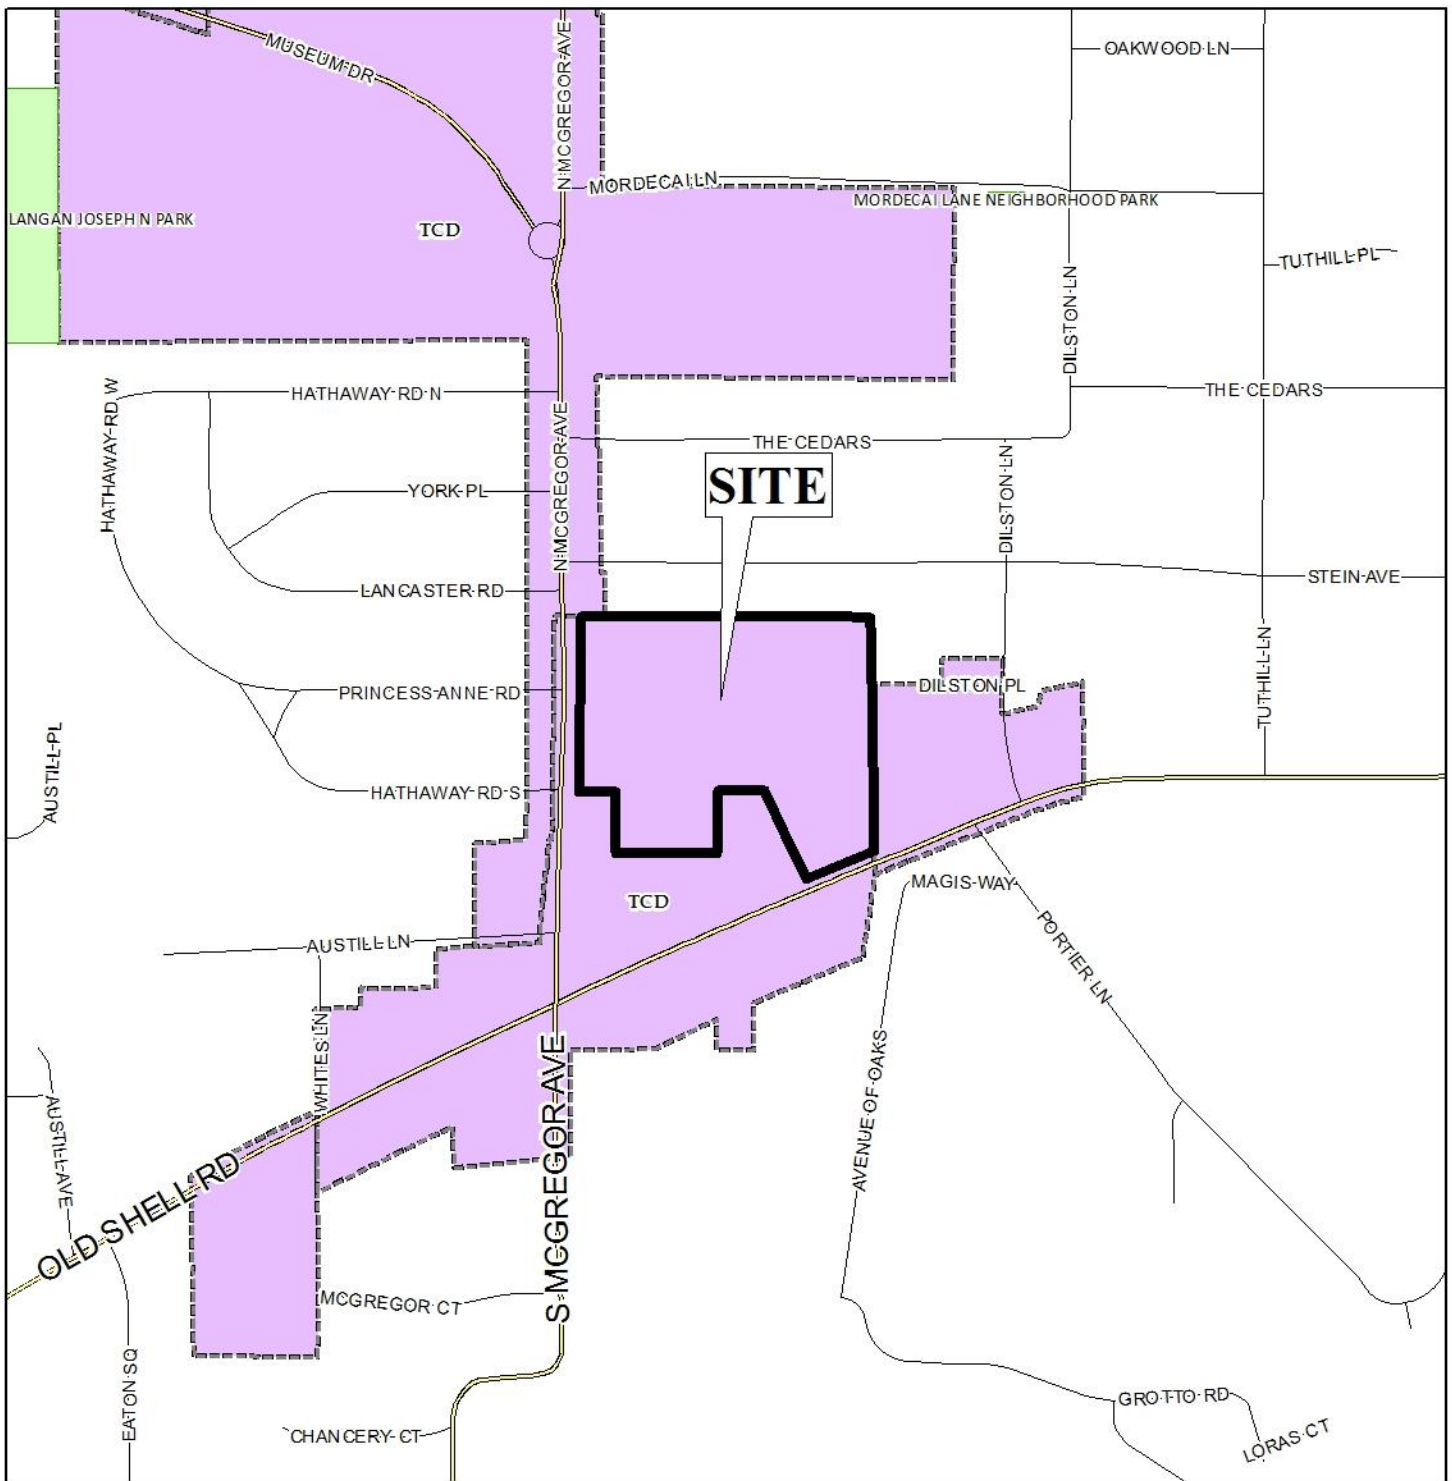 OAKWOOD LN
MUSEUM DR
N MCGREGOR AVE
MORDECAI LN
MORDECAI LANE NEIGHBORHOOD PARK
LANGAN JOSEPH N PARK
TCD
TUTHILL PL
DILSTON LN
HATHAWAY RD W
HATHAWAY RD N
THE CEDARS
N MCGREGOR AVE
THE CEDARS
SITE
YORK PL
DILSTON LN
STEIN AVE
LANCASTER RD
TUTHILL LN
PRINCESS ANNE RD
DILSTON PL
AUSTILL PL
HATHAWAY RD S
MAGIS WAY
TCD
AUSTILL LN
PORTIER LN
WHITES LN
S MCGREGOR AVE
AVENUE OF OAKS
AUSTILL AVE
OLD SHELL RD
MCGREGOR CT
EATON SQ
GROTTO RD
CHANCERY CT
LORAS CT